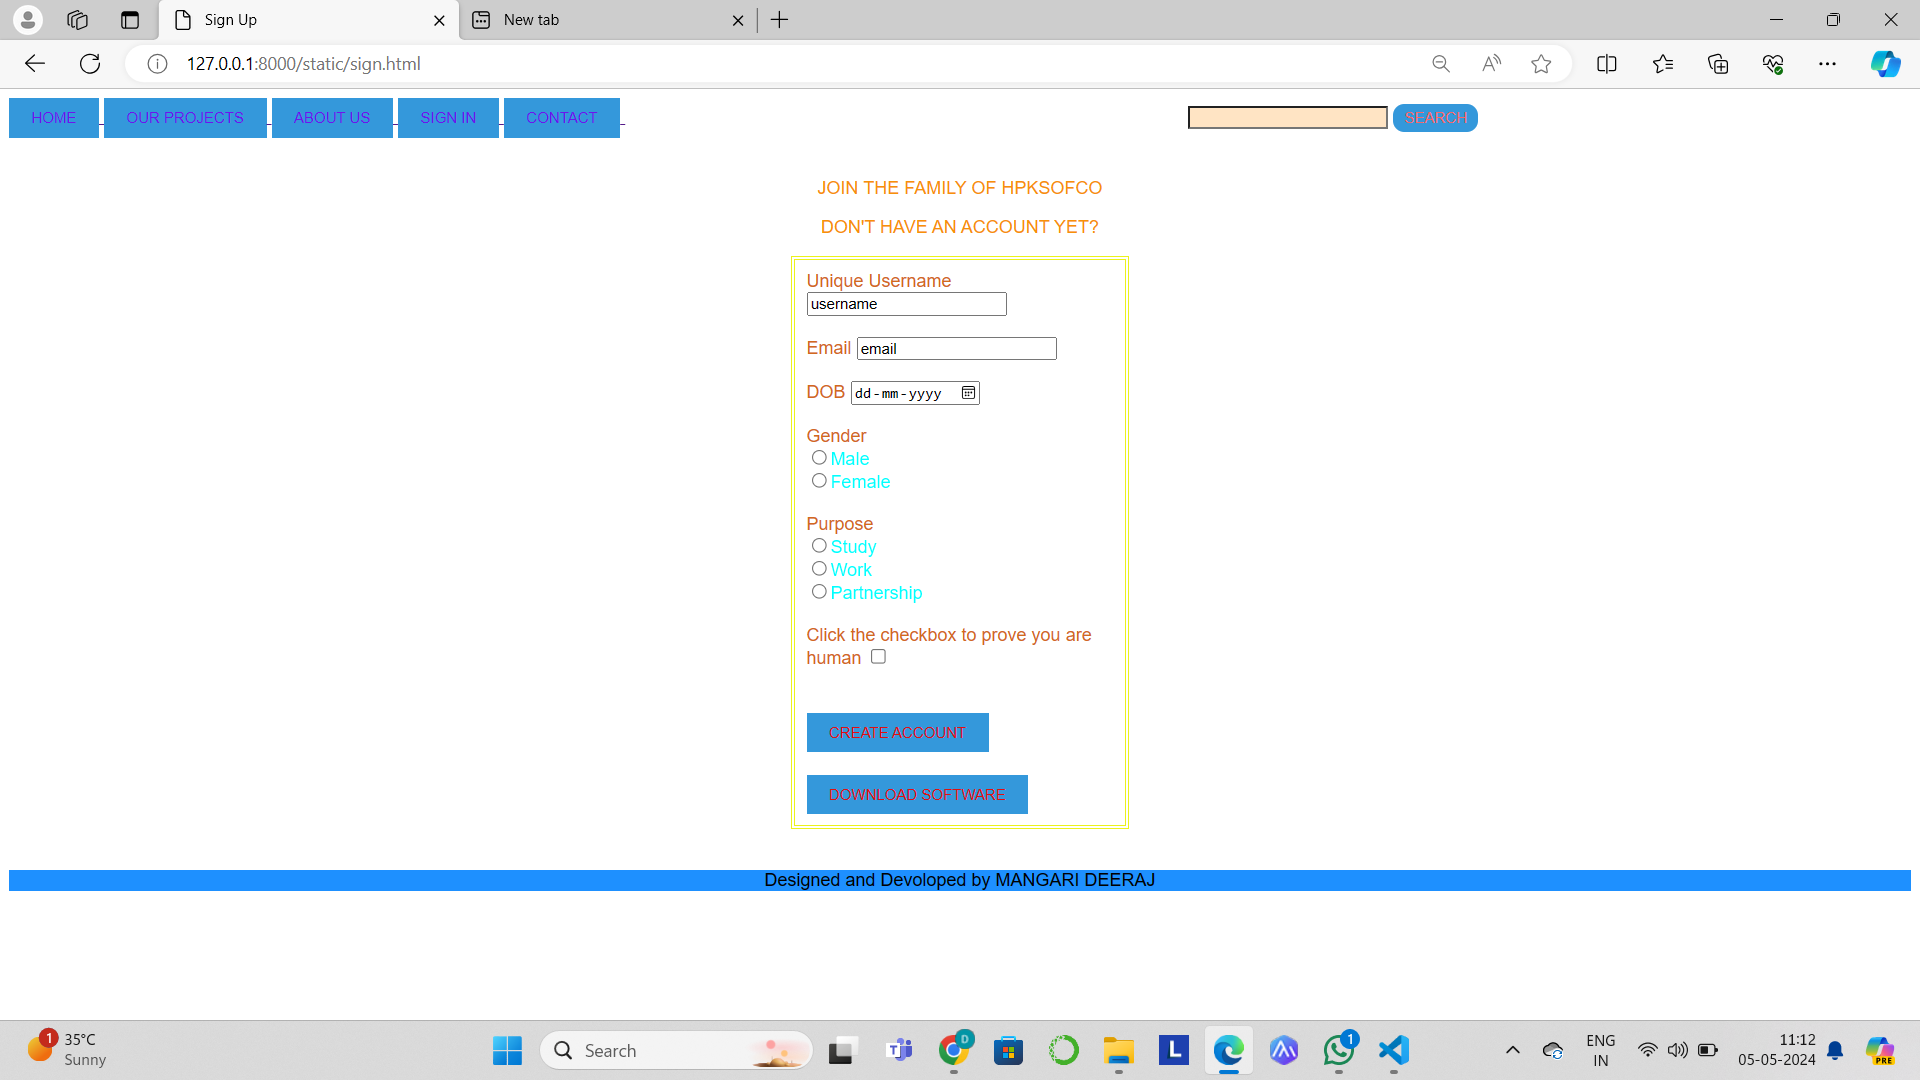 Sign Up
New tab
127.0.0.1:8000/static/sign.html
HOME OUR PROJECTS ABOUT US SIGN IN CONTACT SEARCH
JOIN THE FAMILY OF HPKSOFCO
DON'T HAVE AN ACCOUNT YET?
Unique Username
username
Email email
DOB dd-mm-yyyy
Gender
Male
Female
Purpose
Study
Work
Partnership
Click the checkbox to prove you are
human
CREATE ACCOUNT
DOWNLOAD SOFTWARE
Designed and Devoloped by MANGARI DEERAJ
1
35°C
Sunny
Search
T
D
L
1
ENG
IN
11:12
05-05-2024
PRE